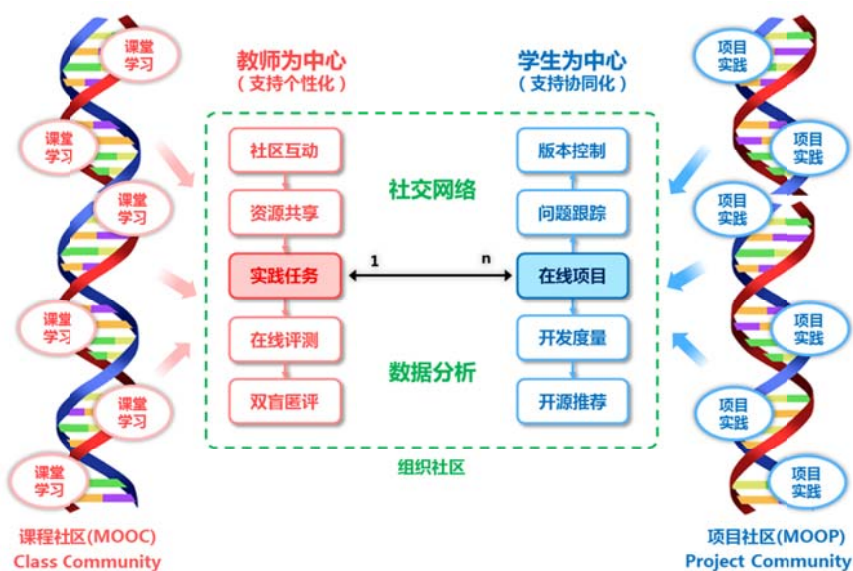 课堂
学习
课堂
学习
课堂
学习
课堂
学习
课堂
学习
课堂
学习
课程社区(MOOC)
Class Community
教师为中心
(支持个性化)
学生为中心
(支持协同化)
社区互动
资源共享
实践任务
在线评测
双盲匿评
社交网络
1
n
数据分析
版本控制
问题跟踪
在线项目
开发度量
开源推荐
组织社区
项目
实践
项目
实践
项目
实践
项目
实践
项目
实践
项目
实践
项目社区(MOOP)
Project Community